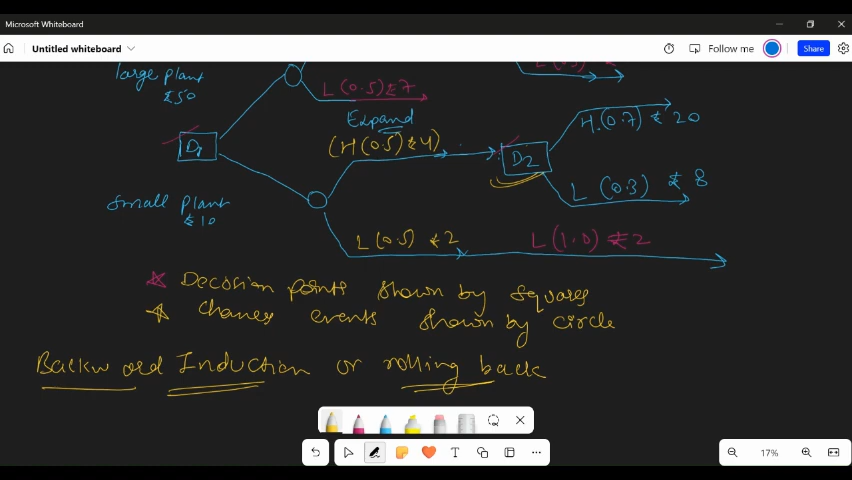 Microsoft Whiteboard
Untitled whiteboard
Follow me
Share
large plant
₹50
L (0.5) ₹7
Expand
(H (0.5) ₹4)
D1
D2
H. (0.7) ₹ 20
L (0.3) ₹ 8
small plant
₹10
L (0.5) ₹2
L (1.0) ₹2
Decision points shown by squares
chances events shown by circle
Backward Induction or rolling back
17%